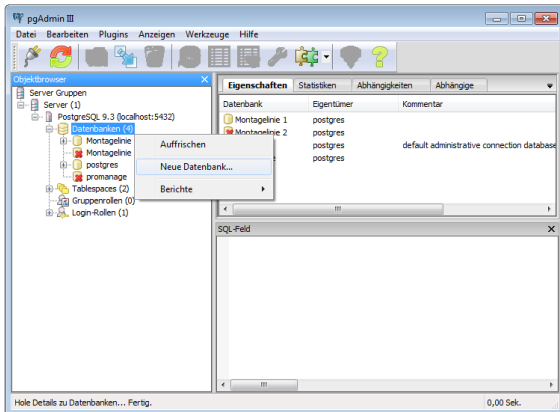 pgAdmin III
Datei Bearbeiten Plugins Anzeigen Werkzeuge Hilfe
Objektbrowser
Server Gruppen
Server (1)
PostgreSQL 9.3 (localhost:5432)
Datenbanken (4)
Montagelinie
Montagelinie
postgres
promanage
Tablespaces (2)
Gruppenrollen (0)
Login-Rollen (1)
Auffrischen
Neue Datenbank...
Berichte
Eigenschaften Statistiken Abhängigkeiten Abhängige
Datenbank Eigentümer Kommentar
Montagelinie 1 postgres
Montagelinie 2 postgres
postgres default administrative connection database
postgres
SQL-Feld
Hole Details zu Datenbanken... Fertig. 0,00 Sek.